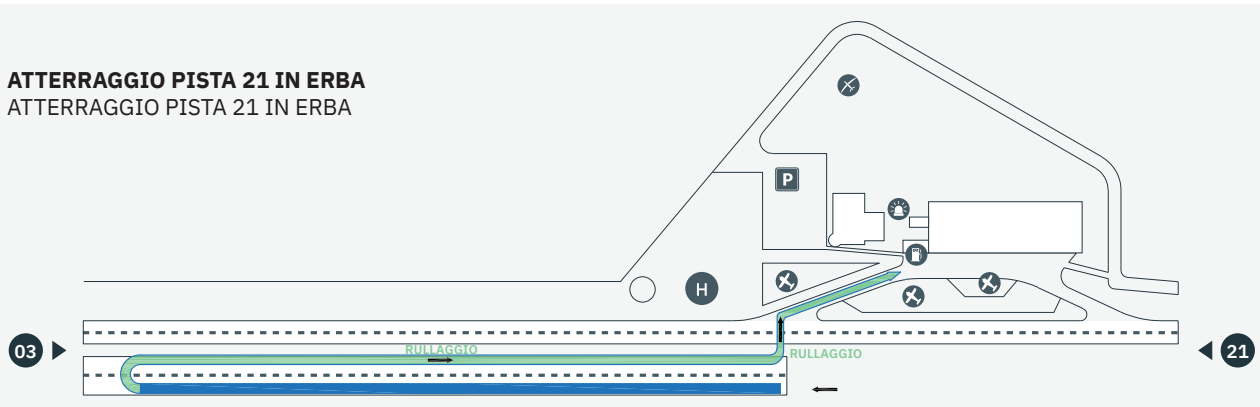 ATTERRAGGIO PISTA 21 IN ERBA
ATTERRAGGIO PISTA 21 IN ERBA
P
H
03
RULLAGGIO
RULLAGGIO
21